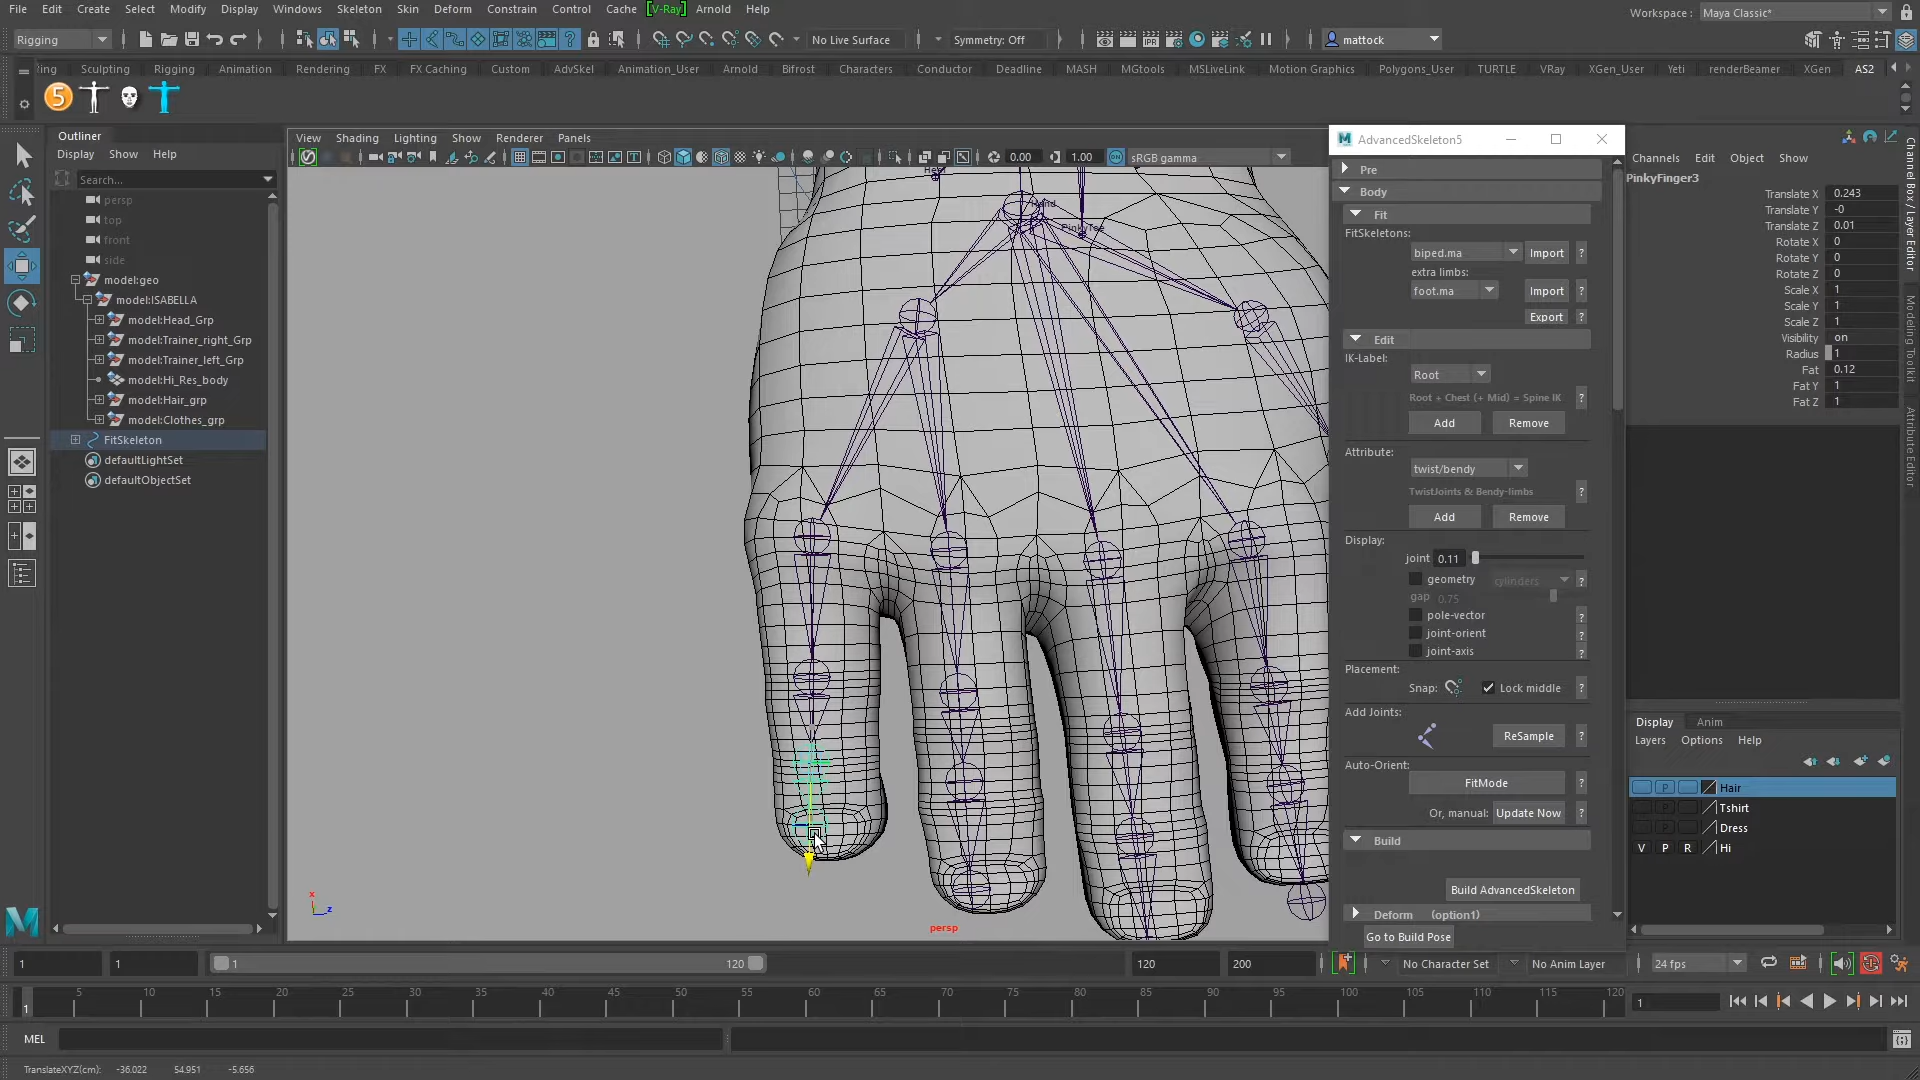 File Edit Create Select Modify Display Windows Skeleton Skin Deform Constrain Control Cache [V-Ray] Arnold Help
Workspace : Maya Classic*
Rigging No Live Surface Symmetry: Off mattock
Sculpting Rigging Animation Rendering FX FX Caching Custom AdvSkel Animation_User Arnold Bifrost Characters Conductor Deadline MASH MGtools MSLiveLink Motion Graphics Polygons_User TURTLE VRay XGen_User Yeti renderBeamer XGen AS2
5
Outliner
Display Show Help
Search...
persp
top
front
side
model:geo
model:ISABELLA
model:Head_Grp
model:Trainer_right_Grp
model:Trainer_left_Grp
model:Hi_Res_body
model:Hair_grp
model:Clothes_grp
FitSkeleton
defaultLightSet
defaultObjectSet
View Shading Lighting Show Renderer Panels
0.00 1.00 sRGB gamma
Hand
persp
x
z
AdvancedSkeleton5
Pre
Body
Fit
FitSkeletons:
biped.ma Import ?
extra limbs:
foot.ma Import ?
Export ?
Edit
IK-Label:
Root
Root + Chest (+ Mid) = Spine IK ?
Add Remove
Attribute:
twist/bendy
TwistJoints & Bendy-limbs ?
Add Remove
Display:
joint 0.11
geometry cylinders ?
gap 0.75
pole-vector ?
joint-orient ?
joint-axis ?
Placement:
Snap: Lock middle ?
Add Joints:
ReSample ?
Auto-Orient:
FitMode ?
Or, manual: Update Now ?
Build
Build AdvancedSkeleton
Deform (option1)
Go to Build Pose
Channels Edit Object Show
PinkyFinger3
Translate X 0.243
Translate Y -0
Translate Z 0.01
Rotate X 0
Rotate Y 0
Rotate Z 0
Scale X 1
Scale Y 1
Scale Z 1
Visibility on
Radius 1
Fat 0.12
Fat Y 1
Fat Z 1
Channel Box / Layer Editor
Modeling Toolkit
Attribute Editor
Display Anim
Layers Options Help
P Hair
P Tshirt
P Dress
V P R Hi
1 1 1 120 120 200 No Character Set No Anim Layer 24 fps
1 5 10 15 20 25 30 35 40 45 50 55 60 65 70 75 80 85 90 95 100 105 110 115 120 1
MEL
TranslateXYZ(cm): -36.022 54.951 -5.656